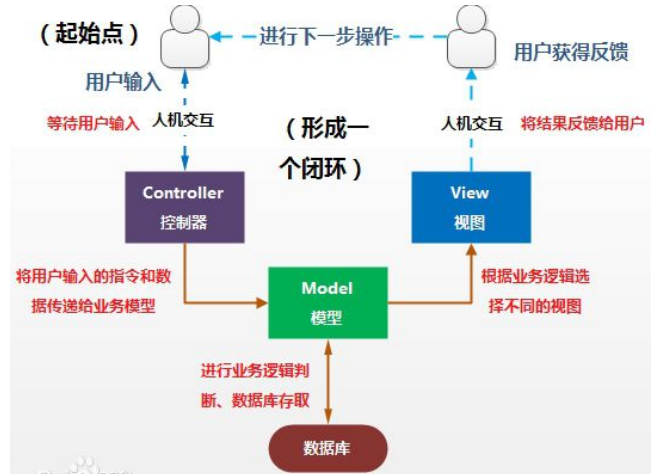 （起始点）
进行下一步操作
用户输入
用户获得反馈
等待用户输入
人机交互
（形成一
个闭环）
人机交互
将结果反馈给用户
Controller
控制器
View
视图
将用户输入的指令和数
据传递给业务模型
Model
模型
根据业务逻辑选
择不同的视图
进行业务逻辑判
断、数据库存取
数据库